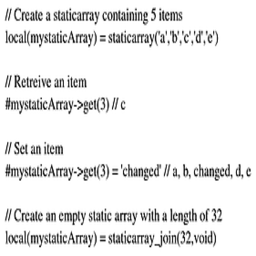 // Create a staticarray containing 5 items
local(mystaticArray) = staticarray('a','b','c','d','e')
// Retreive an item
#mystaticArray->get(3) // c
// Set an item
#mystaticArray->get(3) = 'changed' // a, b, changed, d, e
// Create an empty static array with a length of 32
local(mystaticArray) = staticarray_join(32,void)